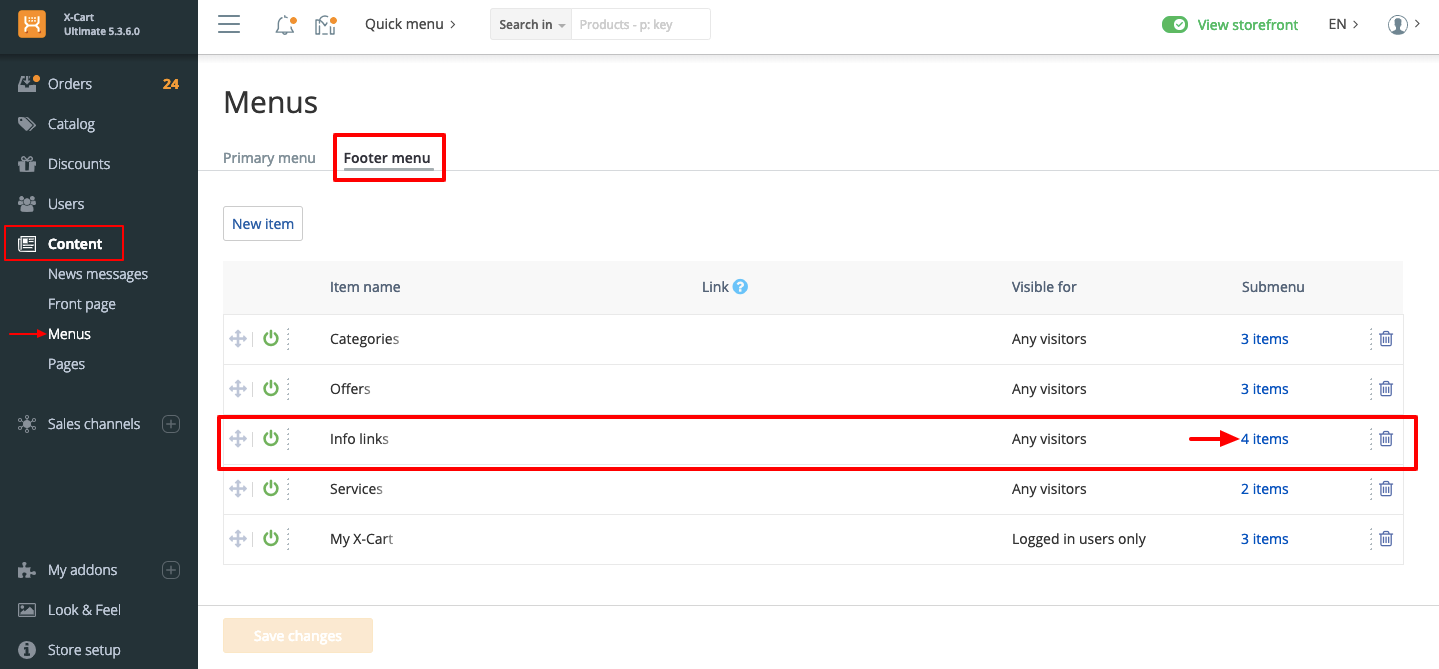 X-Cart
Ultimate 5.3.6.0
Quick menu
Search in
Products - p: key
View storefront
EN
Orders
24
Catalog
Discounts
Users
Content
News messages
Front page
Menus
Pages
Sales channels
My addons
Look & Feel
Store setup
Menus
Primary menu
Footer menu
New item
Item name
Link ?
Visible for
Submenu
Categories
Any visitors
3 items
Offers
Any visitors
3 items
Info links
Any visitors
4 items
Services
Any visitors
2 items
My X-Cart
Logged in users only
3 items
Save changes